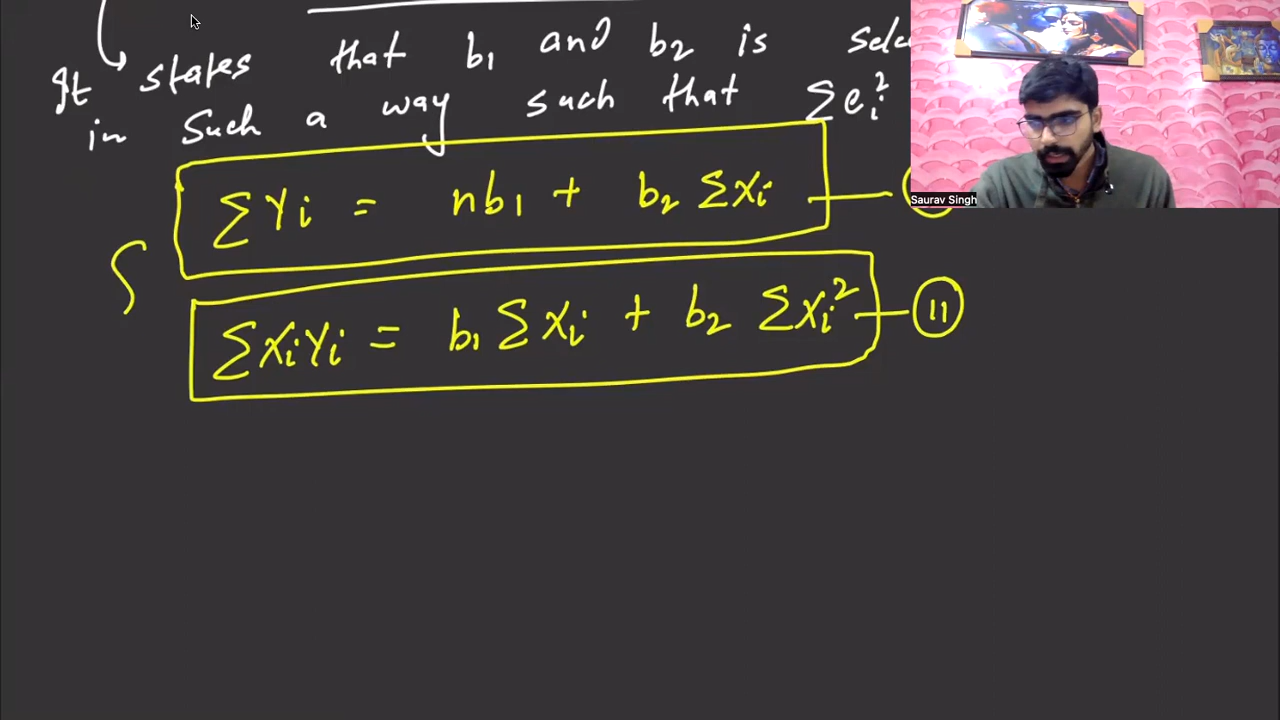 It states that b₁ and b₂ is
in such a way such that Σeᵢ²
ΣYi = nb₁ + b₂ ΣXi
ΣXiYi = b₁ ΣXi + b₂ ΣXi² — (11)
Saurav Singh